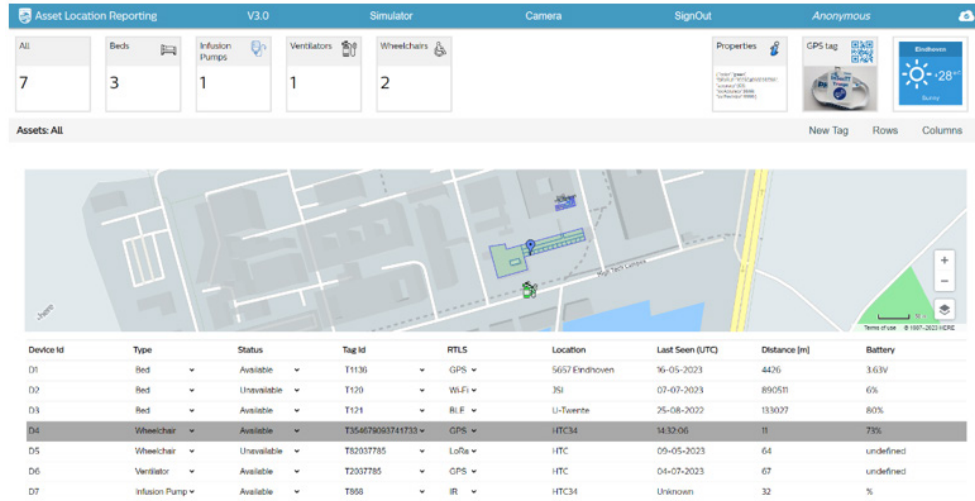 Asset Location Reporting V3.0 Simulator Camera SignOut Anonymous
All Beds Infusion Pumps Ventilators Wheelchairs Properties GPS tag Eindhoven
7 3 1 1 2 28
Sunny
Assets: All New Tag Rows Columns
High Tech Campus
+
−
Terms of use © 1987-2023 HERE
Device Id Type Status Tag Id RTLS Location Last Seen (UTC) Distance [m] Battery
D1 Bed Available T1136 GPS 5657 Eindhoven 16-05-2023 4426 3.63V
D2 Bed Unavailable T120 Wi-Fi JSI 07-07-2023 890511 6%
D3 Bed Available T121 BLE U-Twente 25-08-2022 133027 80%
D4 Wheelchair Available T354679093741733 GPS HTC34 14:32:06 11 73%
D5 Wheelchair Unavailable T82037785 LoRa HTC 09-05-2023 64 undefined
D6 Ventilator Available T2037785 GPS HTC 04-07-2023 67 undefined
D7 Infusion Pump Available T868 IR HTC34 Unknown 32 %